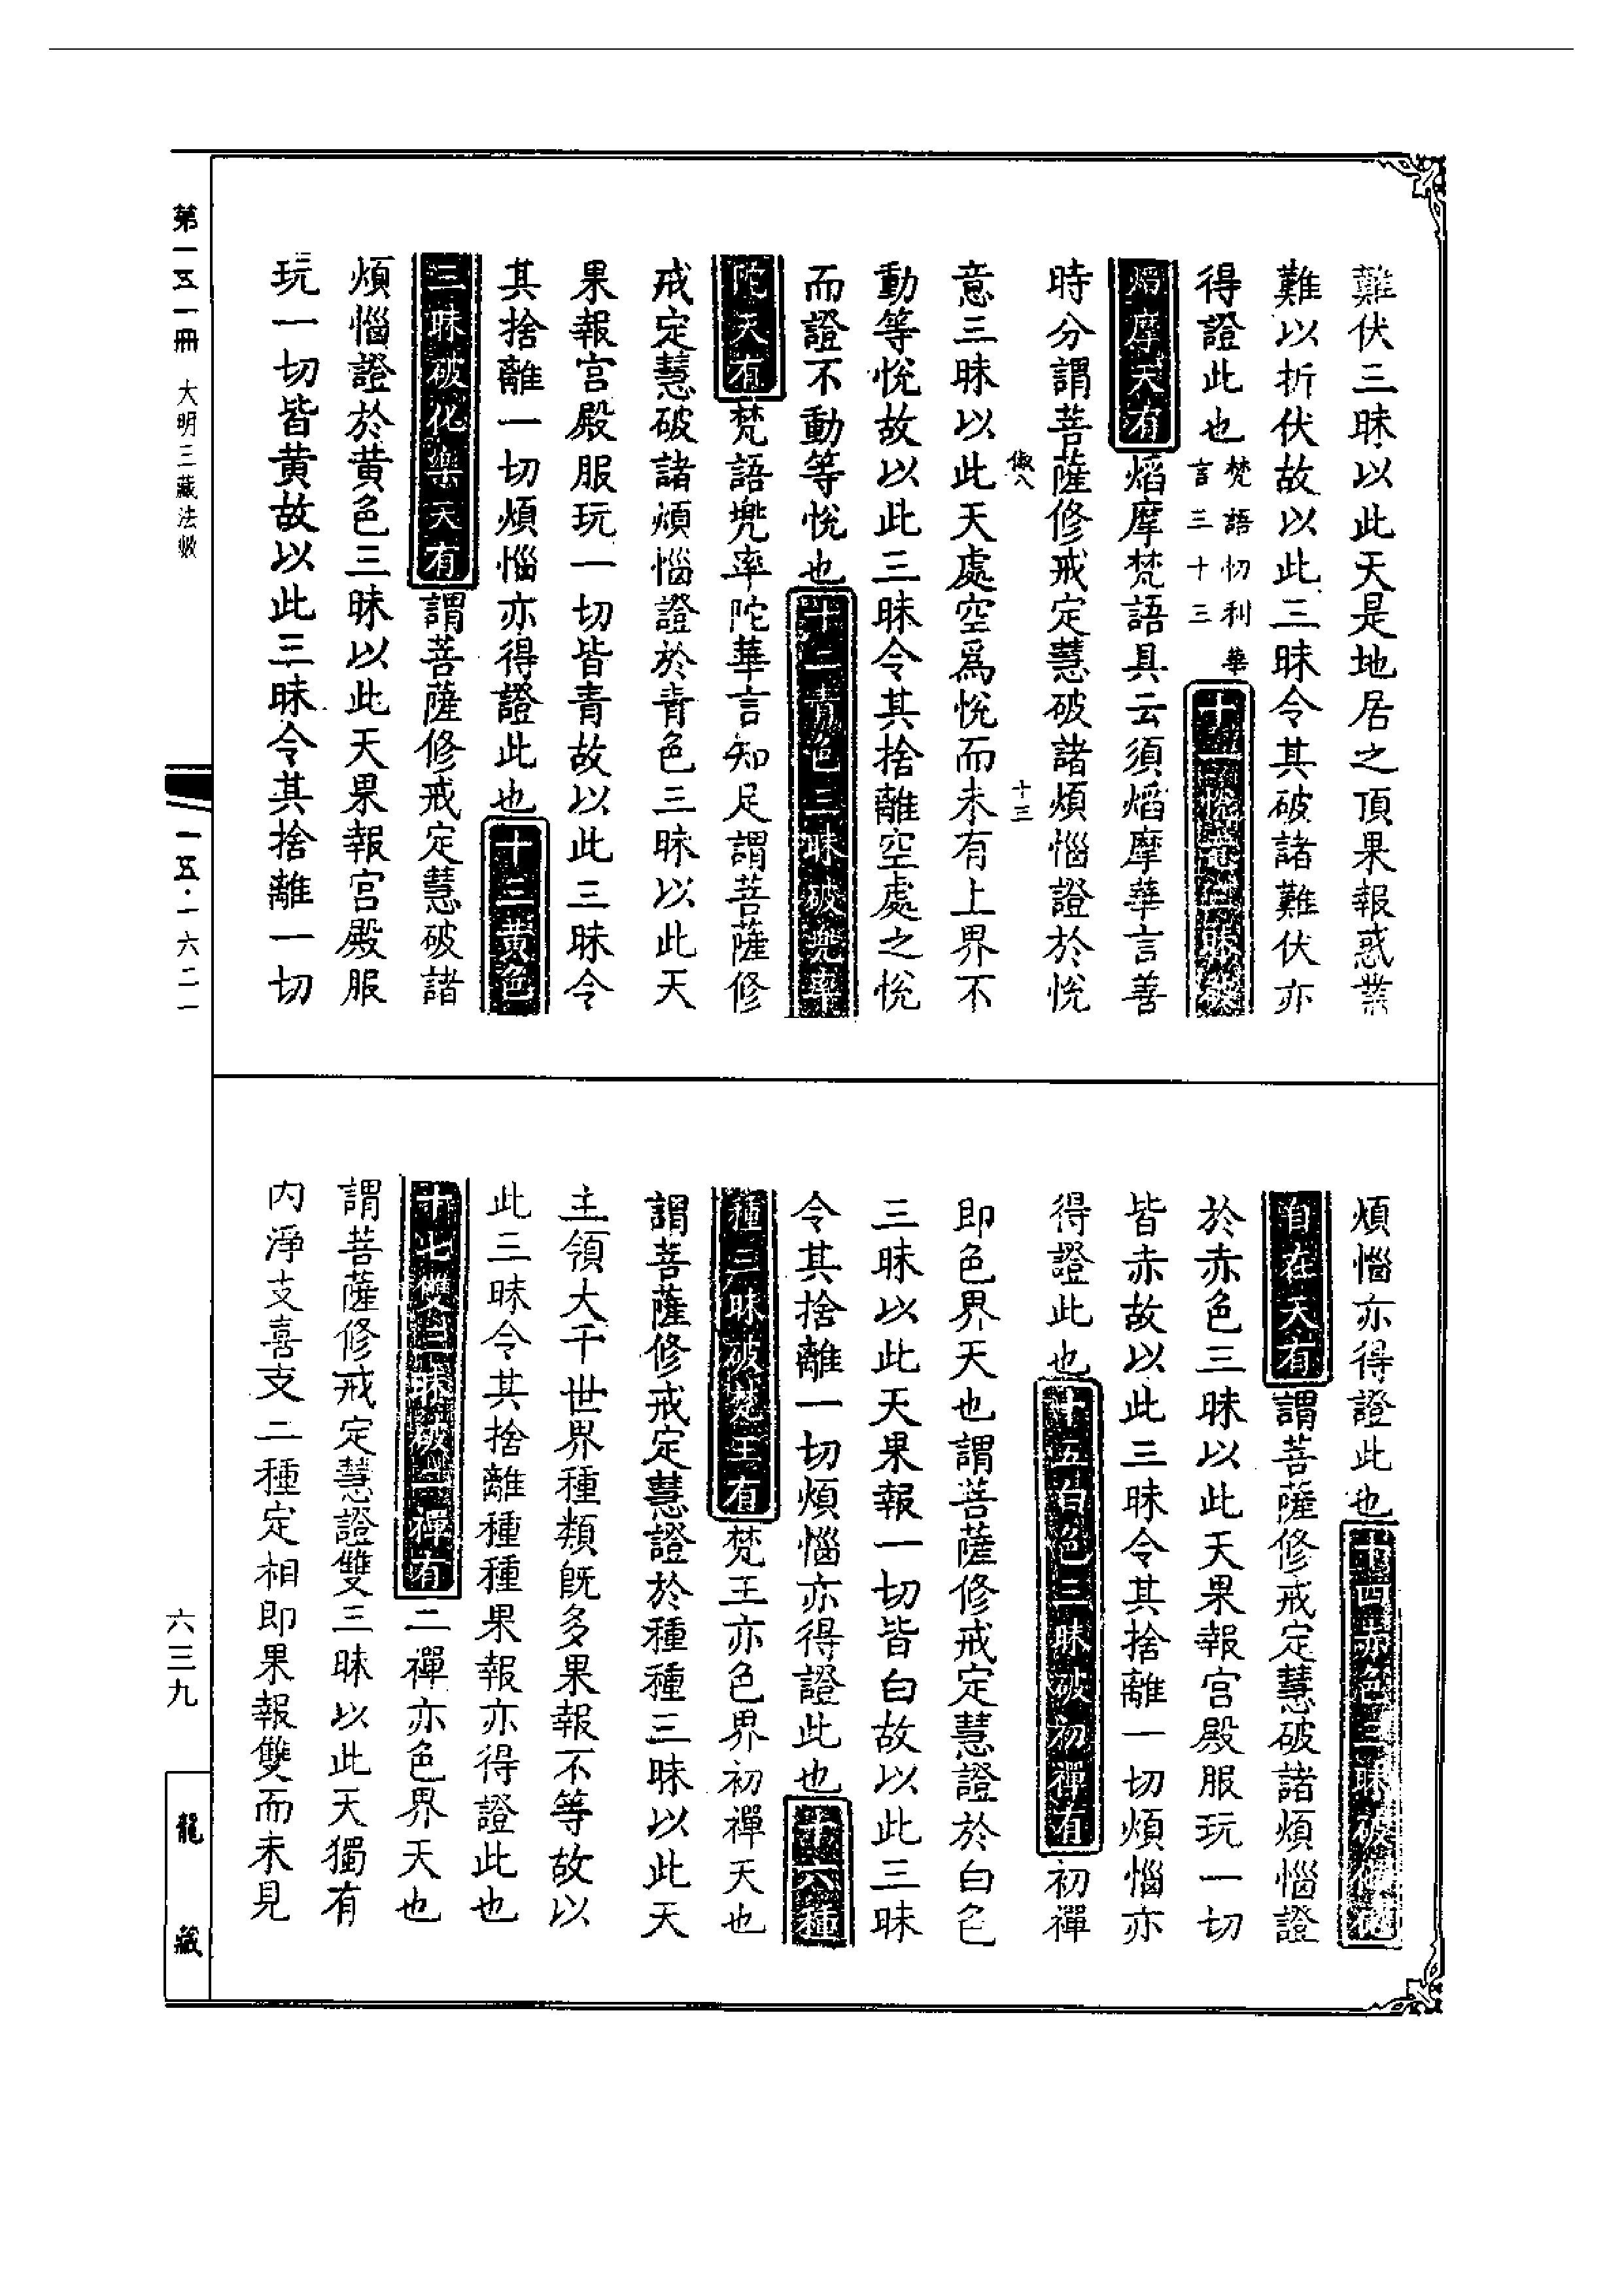 難伏三昧以此天是地居之頂果報惑業
難以折伏故以此三昧令其破諸難伏亦
得證此也梵語忉利華言三十三十一悅意三昧破
焰摩天有焰摩梵語具云須焰摩華言善
時分謂菩薩修戒定慧破諸煩惱證於悅
俶八 十三
意三昧以此天處空爲悅而未有上界不
動等悅故以此三昧令其捨離空處之悅
而證不動等悅也十二青色三昧破兜率
陀天有梵語兜率陀華言知足謂菩薩修
戒定慧破諸煩惱證於青色三昧以此天
果報宮殿服玩一切皆青故以此三昧令
其捨離一切煩惱亦得證此也十三黃色
三昧破化樂天有謂菩薩修戒定慧破諸
煩惱證於黃色三昧以此天果報宮殿服
玩一切皆黃故以此三昧令其捨離一切
煩惱亦得證此也十四赤色三昧破他化
自在天有謂菩薩修戒定慧破諸煩惱證
於赤色三昧以此天果報宮殿服玩一切
皆赤故以此三昧令其捨離一切煩惱亦
得證此也十五白色三昧破初禪有初禪
即色界天也謂菩薩修戒定慧證於白色
三昧以此天果報一切皆白故以此三昧
令其捨離一切煩惱亦得證此也十六種
種三昧破梵王有梵王亦色界初禪天也
謂菩薩修戒定慧證於種種三昧以此天
主領大千世界種類既多果報不等故以
此三昧令其捨離種種果報亦得證此也
十七雙三昧破二禪有二禪亦色界天也
謂菩薩修戒定慧證雙三昧以此天獨有
內淨支喜支二種定相即果報雙而未見
第一五一冊 大明三藏法數
一五·一六二一
六三九
龍藏